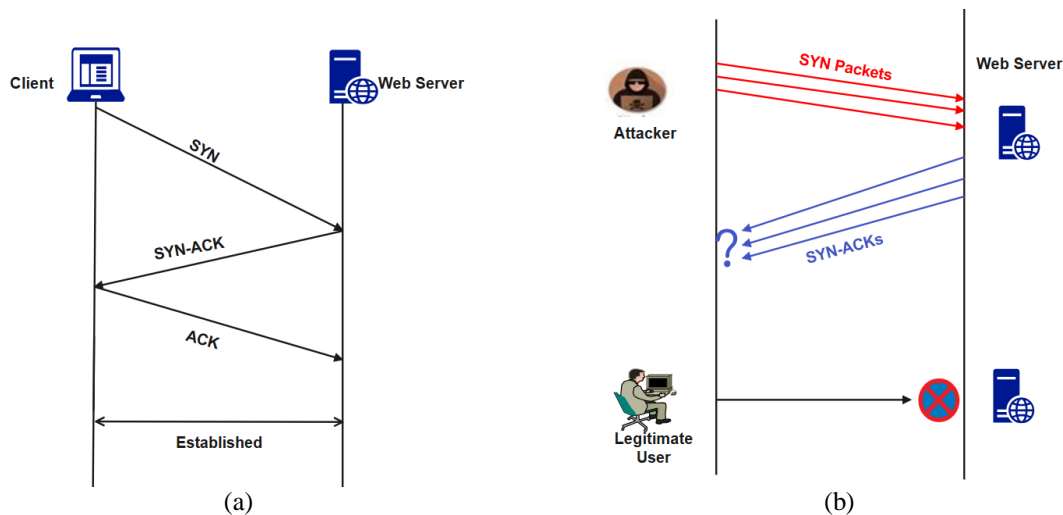 Client
Web Server
SYN
SYN-ACK
ACK
Established
(a)
SYN Packets
Web Server
Attacker
?
SYN-ACKs
Legitimate
User
(b)